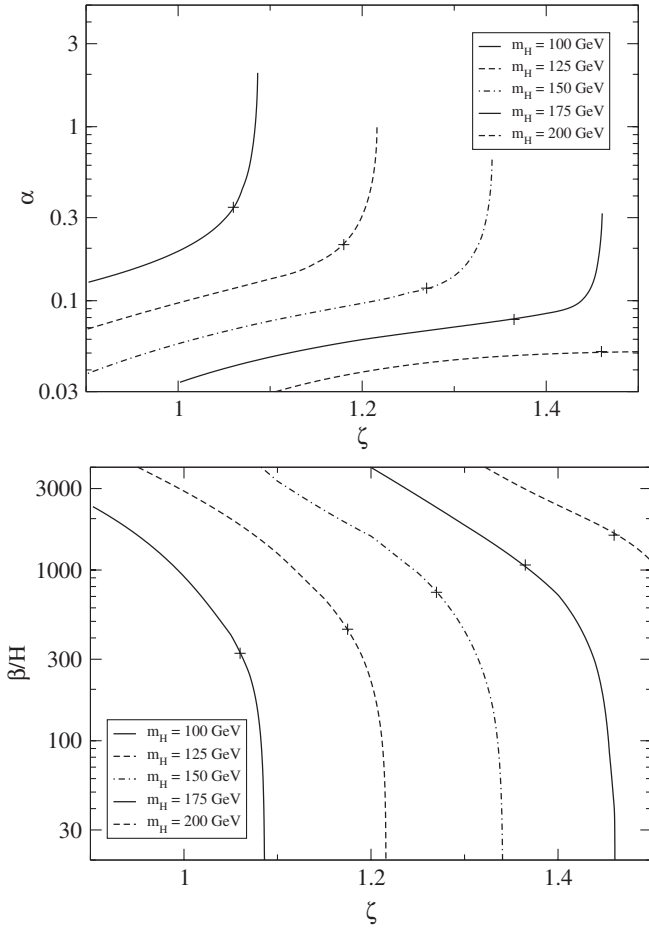 5
1
0.3
0.1
0.03
α
m_H = 100 GeV
m_H = 125 GeV
m_H = 150 GeV
m_H = 175 GeV
m_H = 200 GeV
1 1.2 1.4
ζ
3000
1000
300
100
30
β/H
m_H = 100 GeV
m_H = 125 GeV
m_H = 150 GeV
m_H = 175 GeV
m_H = 200 GeV
1 1.2 1.4
ζ